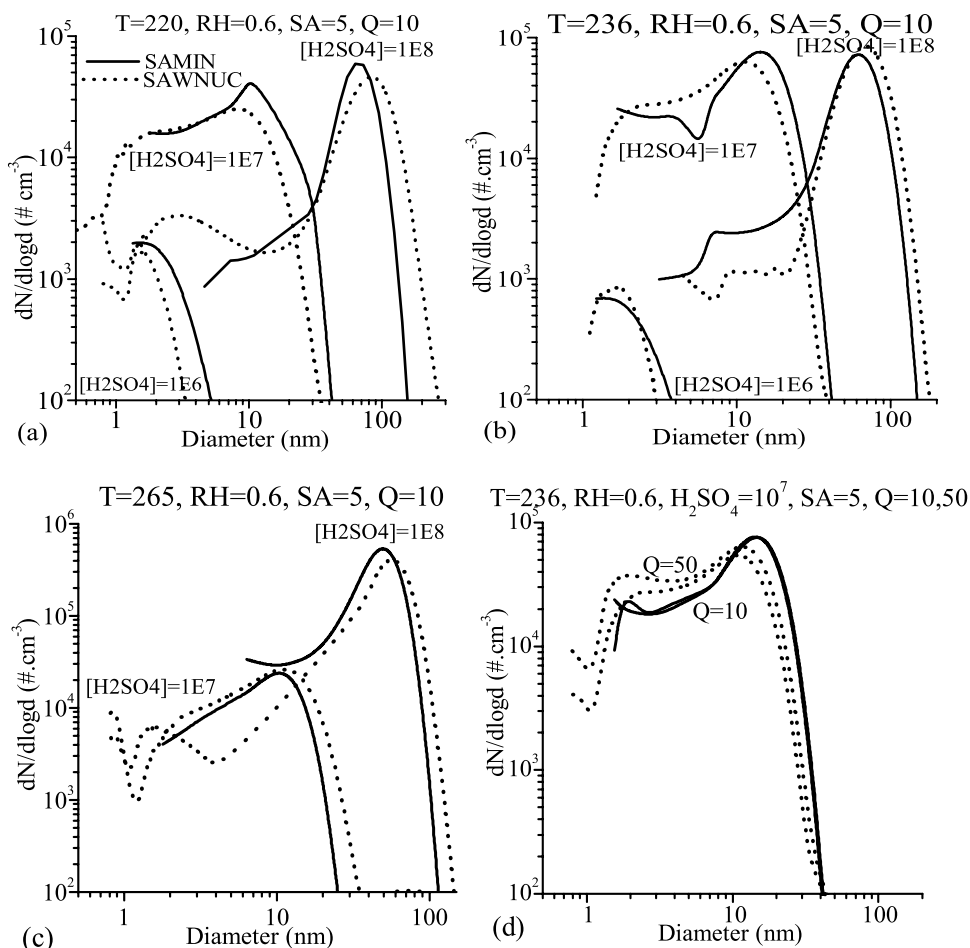 T=220, RH=0.6, SA=5, Q=10
SAMIN
SAWNUC
[H2SO4]=1E8
[H2SO4]=1E7
[H2SO4]=1E6
dN/dlogd (# cm-3)
10^5
10^4
10^3
10^2
1 10 100
(a) Diameter (nm)
T=236, RH=0.6, SA=5, Q=10
[H2SO4]=1E8
[H2SO4]=1E7
[H2SO4]=1E6
dN/dlogd (#.cm-3)
10^5
10^4
10^3
10^2
1 10 100
(b) Diameter (nm)
T=265, RH=0.6, SA=5, Q=10
[H2SO4]=1E8
[H2SO4]=1E7
dN/dlogd (#.cm-3)
10^6
10^5
10^4
10^3
10^2
1 10 100
(c) Diameter (nm)
T=236, RH=0.6, H2SO4=10^7, SA=5, Q=10,50
Q=50
Q=10
dN/dlogd (#.cm-3)
10^5
10^4
10^3
10^2
1 10 100
(d) Diameter (nm)